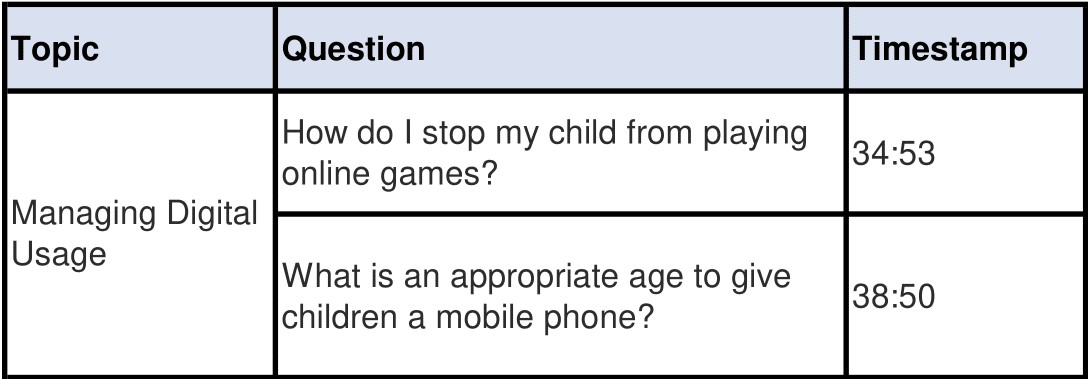 Topic
Question
Timestamp
Managing Digital
Usage
How do I stop my child from playing
online games?
34:53
What is an appropriate age to give
children a mobile phone?
38:50